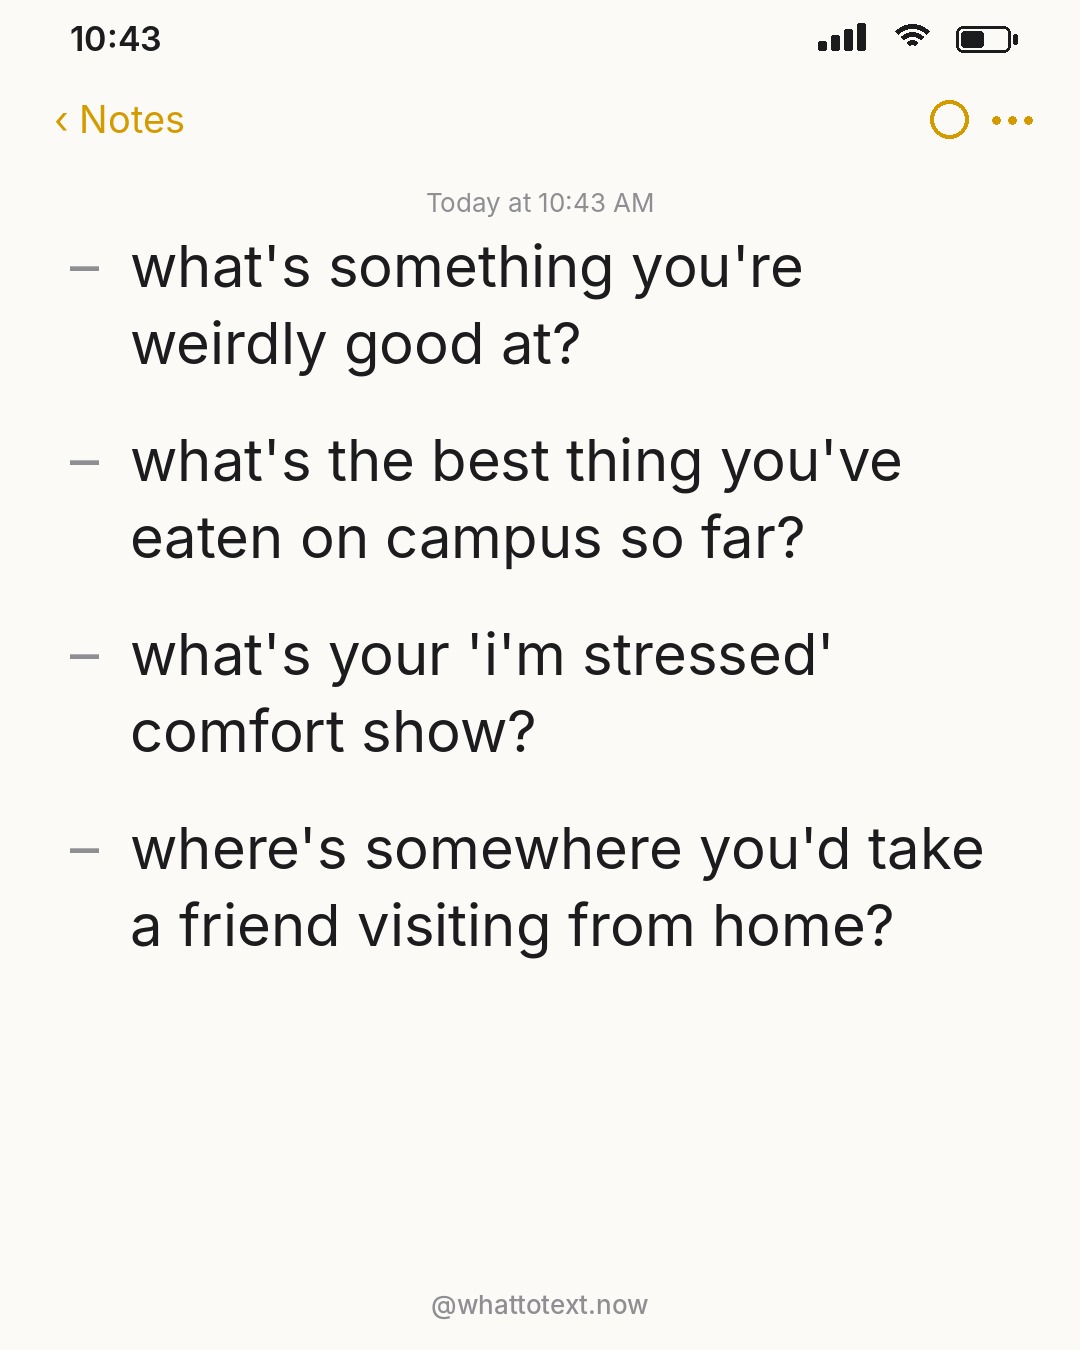 10:43
‹ Notes
Today at 10:43 AM
– what's something you're
weirdly good at?
– what's the best thing you've
eaten on campus so far?
– what's your 'i'm stressed'
comfort show?
– where's somewhere you'd take
a friend visiting from home?
@whattotext.now